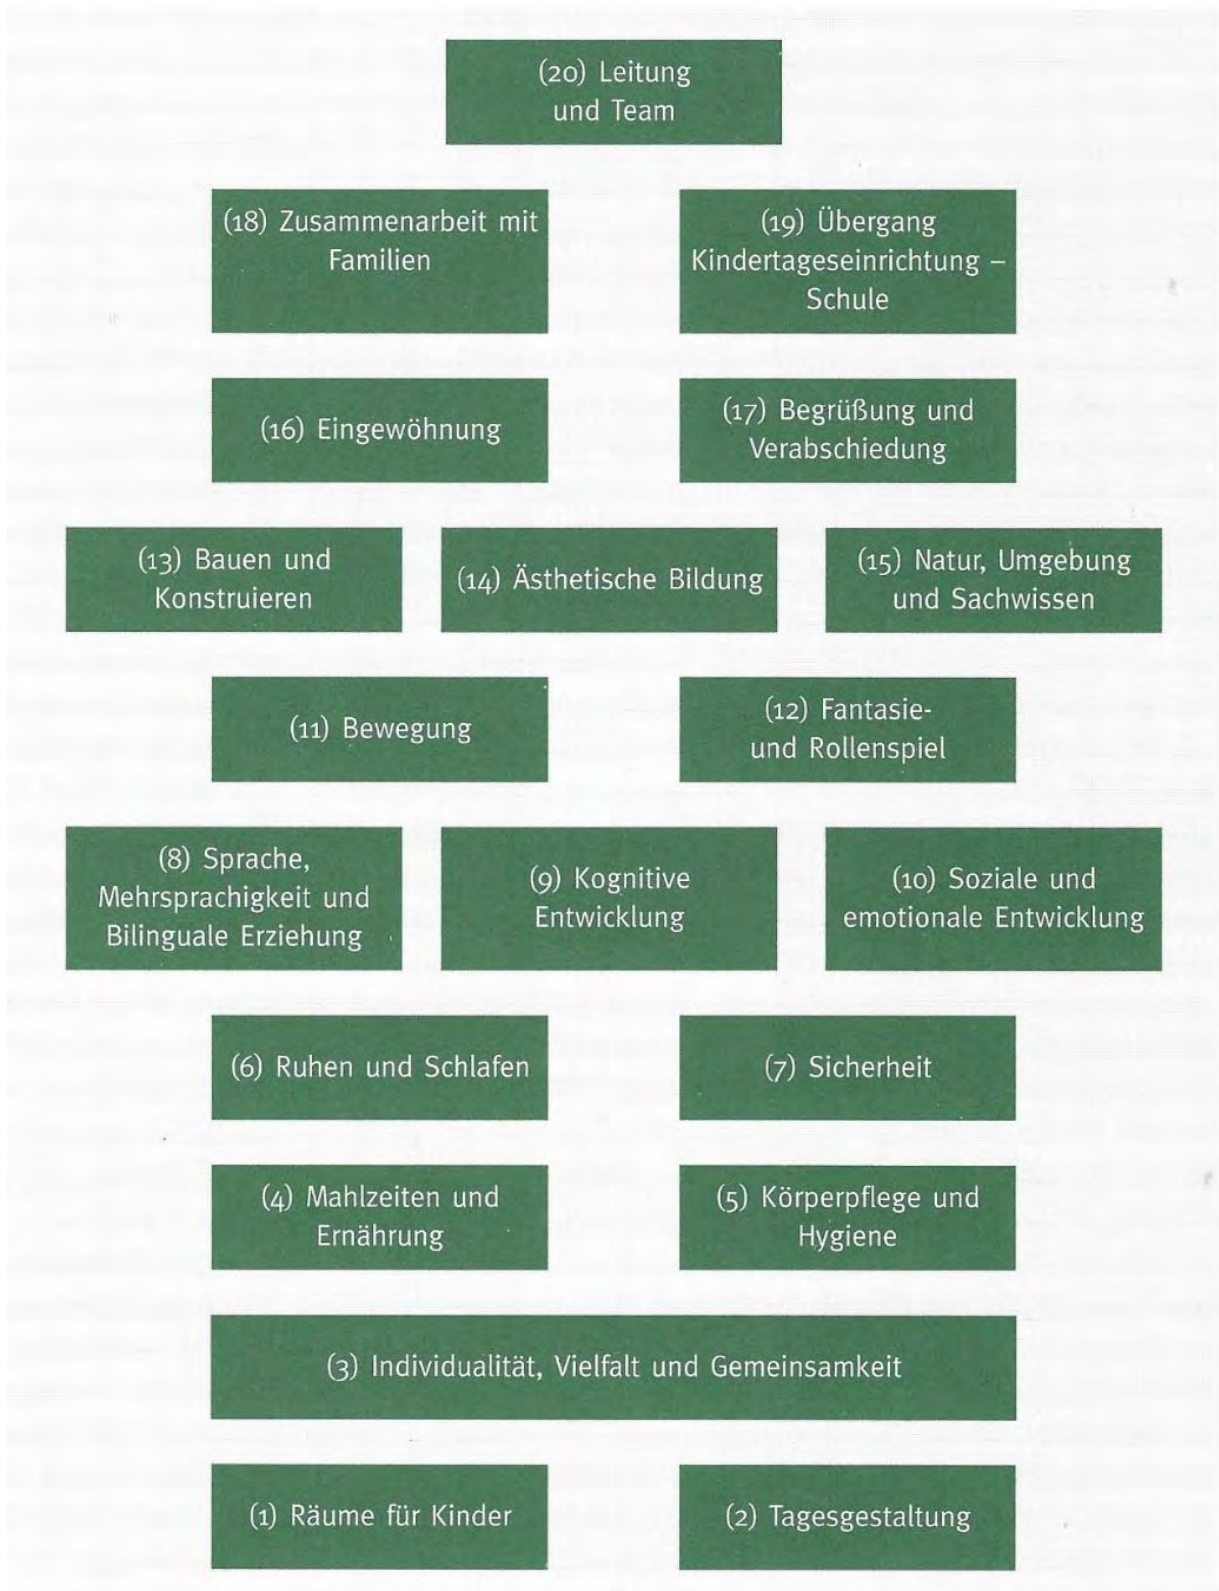 (20) Leitung
und Team
(18) Zusammenarbeit mit
Familien
(19) Übergang
Kindertageseinrichtung –
Schule
(16) Eingewöhnung
(17) Begrüßung und
Verabschiedung
(13) Bauen und
Konstruieren
(14) Ästhetische Bildung
(15) Natur, Umgebung
und Sachwissen
(11) Bewegung
(12) Fantasie-
und Rollenspiel
(8) Sprache,
Mehrsprachigkeit und
Bilinguale Erziehung
(9) Kognitive
Entwicklung
(10) Soziale und
emotionale Entwicklung
(6) Ruhen und Schlafen
(7) Sicherheit
(4) Mahlzeiten und
Ernährung
(5) Körperpflege und
Hygiene
(3) Individualität, Vielfalt und Gemeinsamkeit
(1) Räume für Kinder
(2) Tagesgestaltung